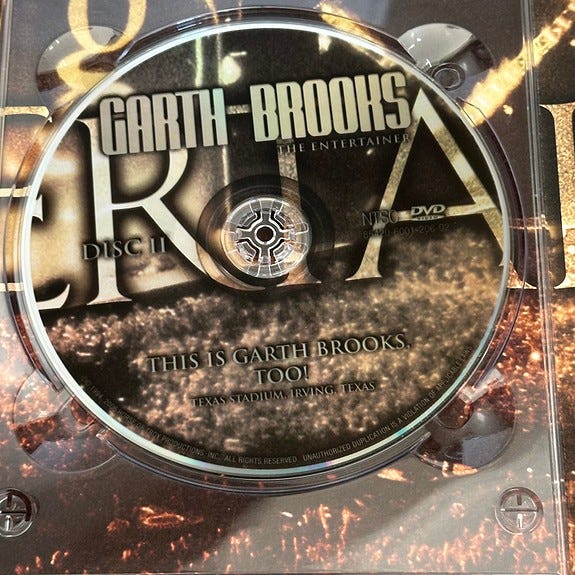 GARTH BROOKS
THE ENTERTAINER
NTSC DVD
VIDEO
DISC II
THIS IS GARTH BROOKS,
TOO!
TEXAS STADIUM, IRVING, TEXAS
PRODUCTIONS, INC. ALL RIGHTS RESERVED. UNAUTHORIZED DUPLICATION IS A VIOLATION OF APPLICABLE LAWS